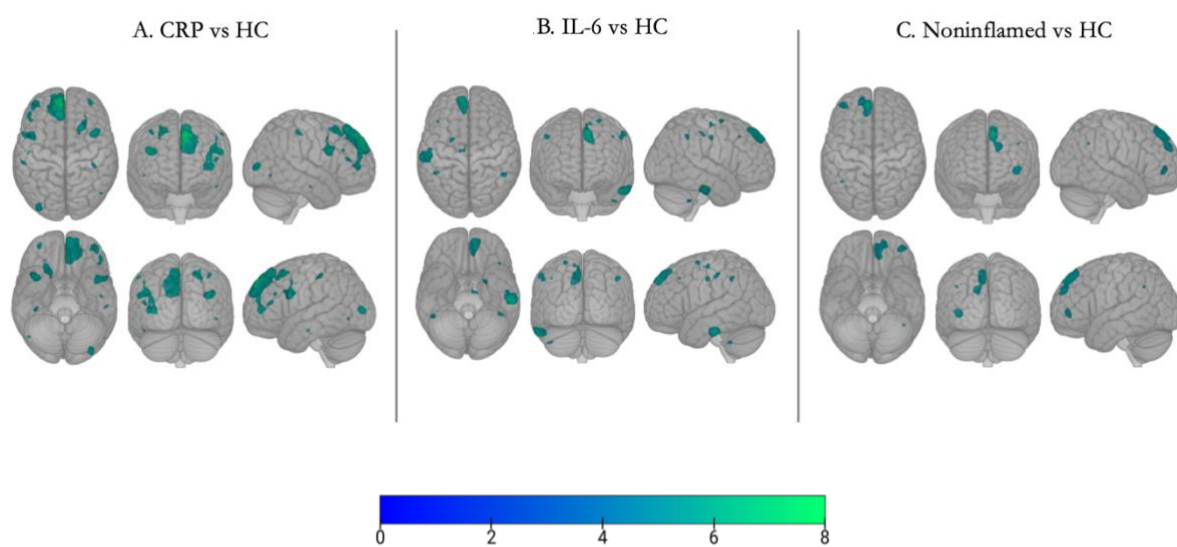 A. CRP vs HC
.B. IL-6 vs HC
C. Noninflamed vs HC
0 2 4 6 8